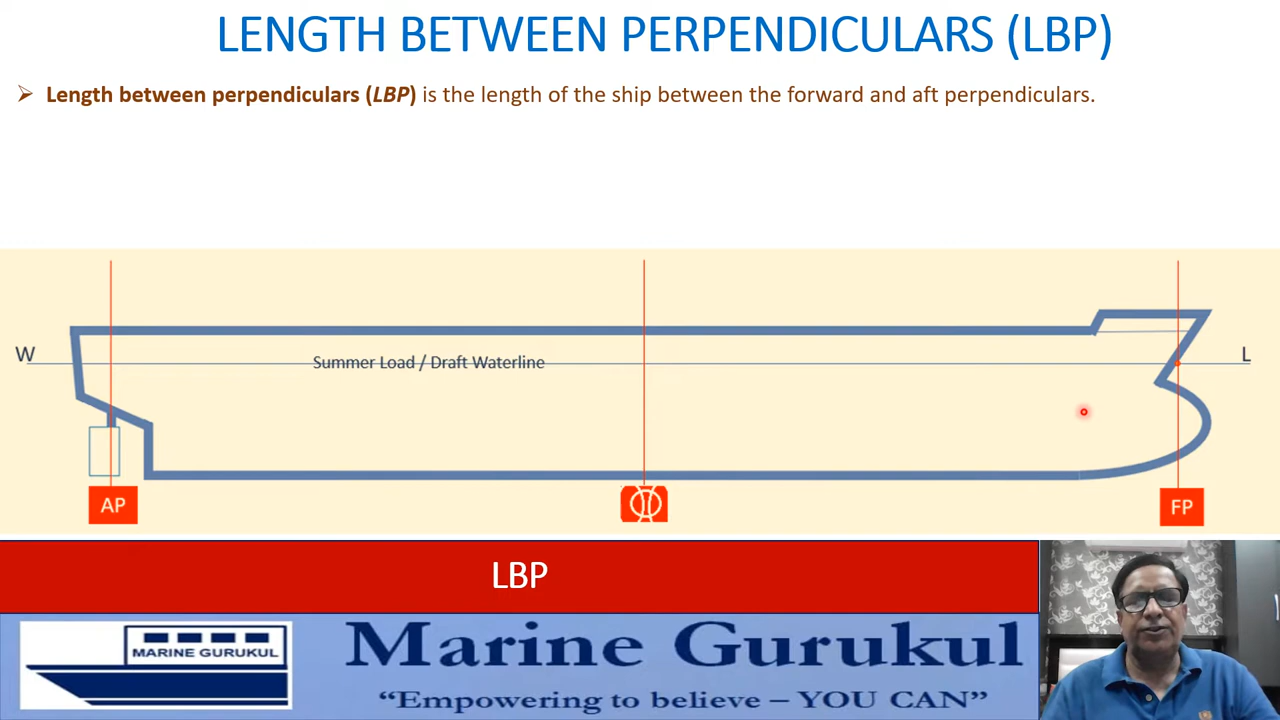 LENGTH BETWEEN PERPENDICULARS (LBP)
➢ Length between perpendiculars (LBP) is the length of the ship between the forward and aft perpendiculars.
W
Summer Load / Draft Waterline
L
AP
FP
LBP
MARINE GURUKUL
Marine Gurukul
“Empowering to believe – YOU CAN”